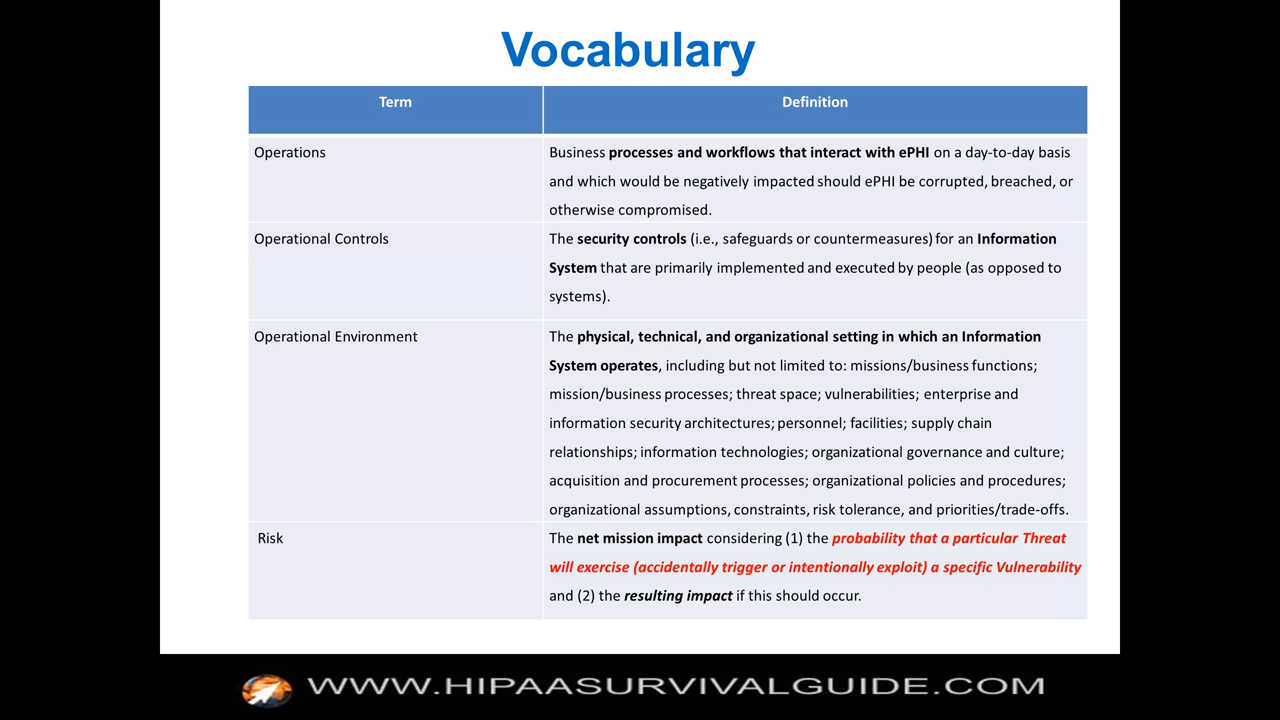 Vocabulary
Term
Definition
Operations
Business processes and workflows that interact with ePHI on a day-to-day basis
and which would be negatively impacted should ePHI be corrupted, breached, or
otherwise compromised.
Operational Controls
The security controls (i.e., safeguards or countermeasures) for an Information
System that are primarily implemented and executed by people (as opposed to
systems).
Operational Environment
The physical, technical, and organizational setting in which an Information
System operates, including but not limited to: missions/business functions;
mission/business processes; threat space; vulnerabilities; enterprise and
information security architectures; personnel; facilities; supply chain
relationships; information technologies; organizational governance and culture;
acquisition and procurement processes; organizational policies and procedures;
organizational assumptions, constraints, risk tolerance, and priorities/trade-offs.
Risk
The net mission impact considering (1) the probability that a particular Threat
will exercise (accidentally trigger or intentionally exploit) a specific Vulnerability
and (2) the resulting impact if this should occur.
WWW.HIPAASURVIVALGUIDE.COM